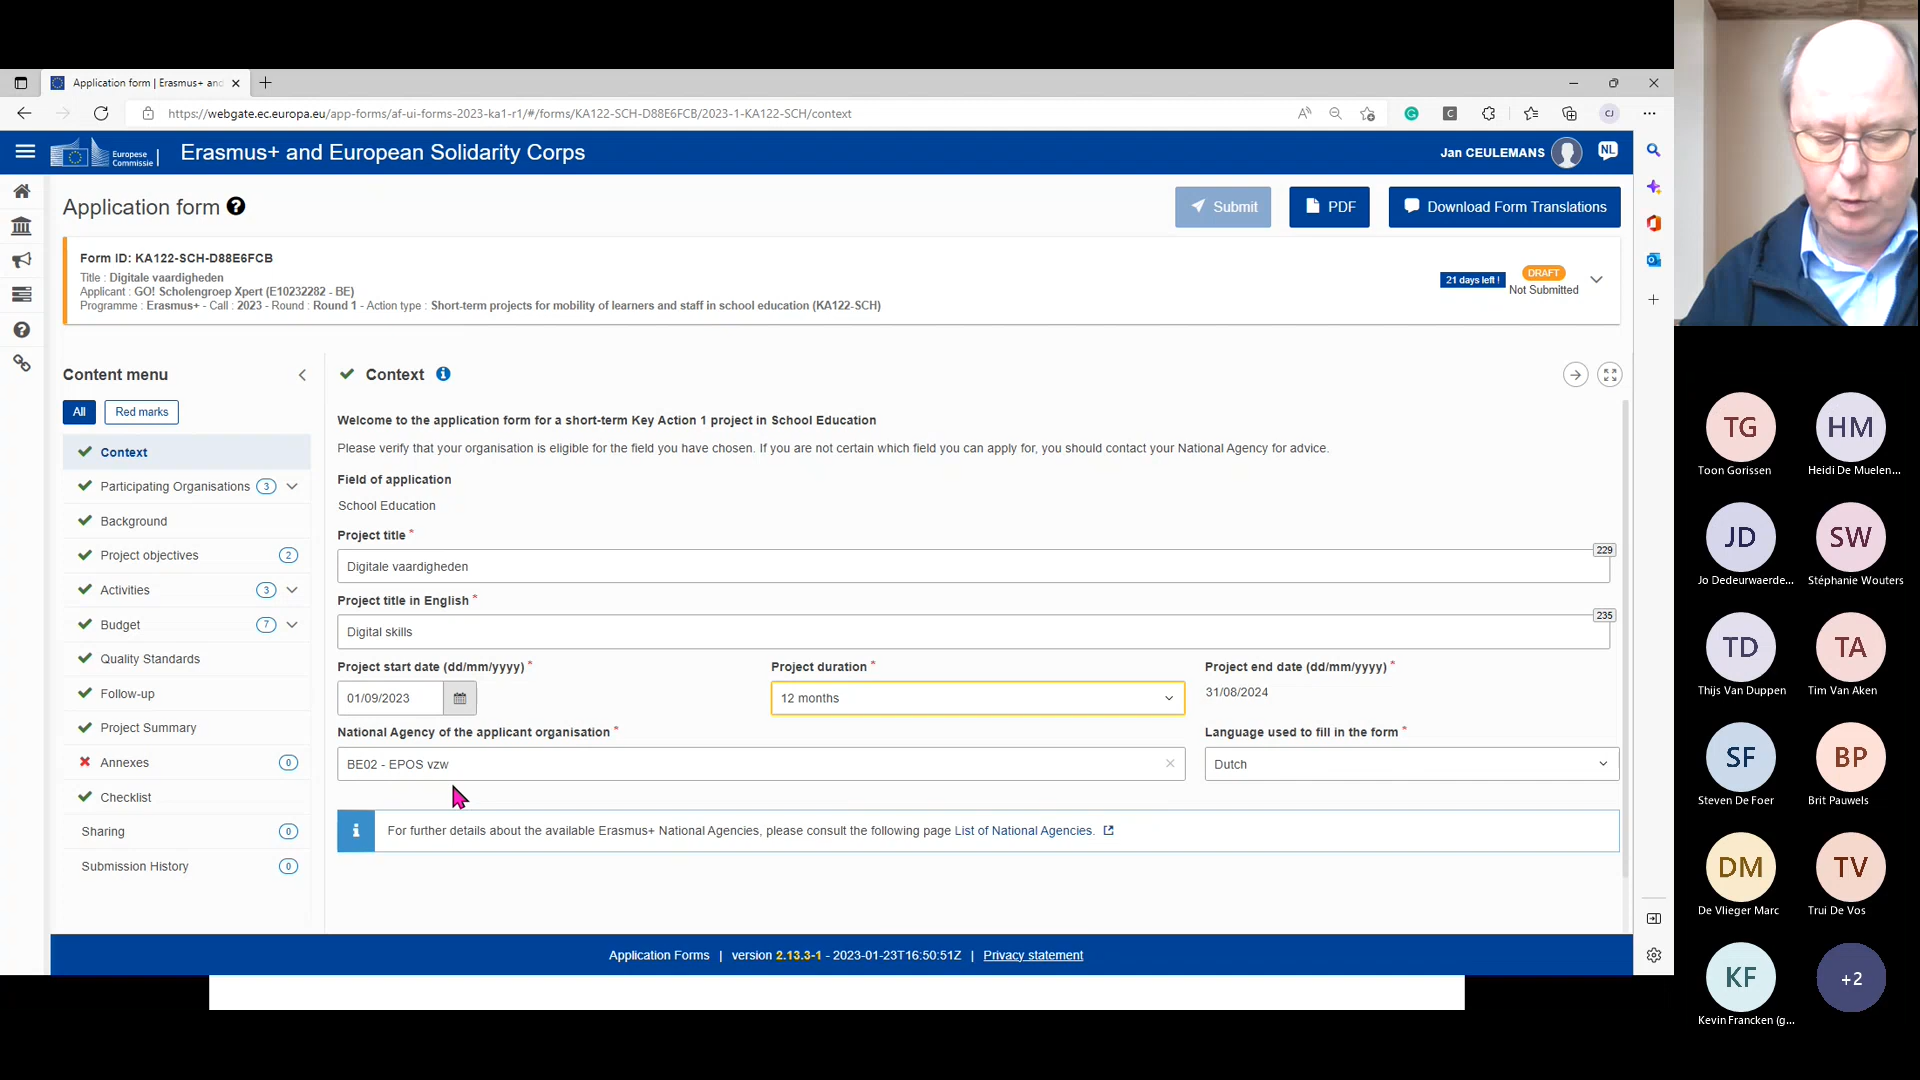 Application form | Erasmus+ and
https://webgate.ec.europa.eu/app-forms/af-ui-forms-2023-ka1-r1/#/forms/KA122-SCH-D88E6FCB/2023-1-KA122-SCH/context
CJ
Europese
Commissie
Erasmus+ and European Solidarity Corps
Jan CEULEMANS
NL
Application form
Submit
PDF
Download Form Translations
Form ID: KA122-SCH-D88E6FCB
Title : Digitale vaardigheden
Applicant : GO! Scholengroep Xpert (E10232282 - BE)
Programme : Erasmus+ - Call : 2023 - Round : Round 1 - Action type : Short-term projects for mobility of learners and staff in school education (KA122-SCH)
21 days left !
DRAFT
Not Submitted
Content menu
All
Red marks
Context
Participating Organisations 3
Background
Project objectives 2
Activities 3
Budget 7
Quality Standards
Follow-up
Project Summary
Annexes 0
Checklist
Sharing 0
Submission History 0
Context
Welcome to the application form for a short-term Key Action 1 project in School Education
Please verify that your organisation is eligible for the field you have chosen. If you are not certain which field you can apply for, you should contact your National Agency for advice.
Field of application
School Education
Project title *
229
Digitale vaardigheden
Project title in English *
235
Digital skills
Project start date (dd/mm/yyyy) *
Project duration *
Project end date (dd/mm/yyyy) *
01/09/2023
12 months
31/08/2024
National Agency of the applicant organisation *
Language used to fill in the form *
BE02 - EPOS vzw
Dutch
For further details about the available Erasmus+ National Agencies, please consult the following page List of National Agencies.
Application Forms | version 2.13.3-1 - 2023-01-23T16:50:51Z | Privacy statement
TG
HM
Toon Gorissen
Heidi De Muelen...
JD
SW
Jo Dedeurwaerde...
Stéphanie Wouters
TD
TA
Thijs Van Duppen
Tim Van Aken
SF
BP
Steven De Foer
Brit Pauwels
DM
TV
De Vlieger Marc
Trui De Vos
KF
+2
Kevin Francken (g...